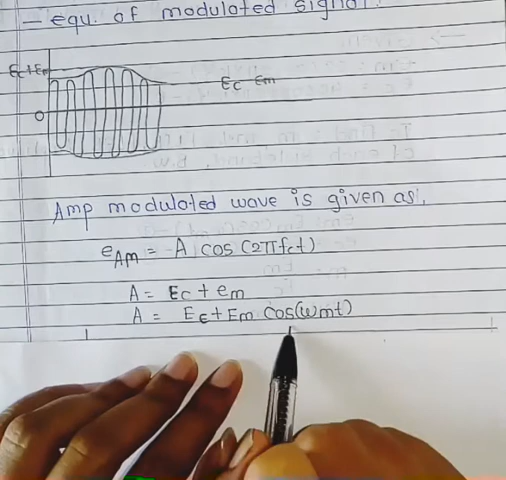 - equ. of modulated signal.
Ec+Em
Ec Em
O
Amp modulated wave is given as,
eAm = A cos (2πfct)
A = Ec + em
A = Ec + Em cos(ωmt)